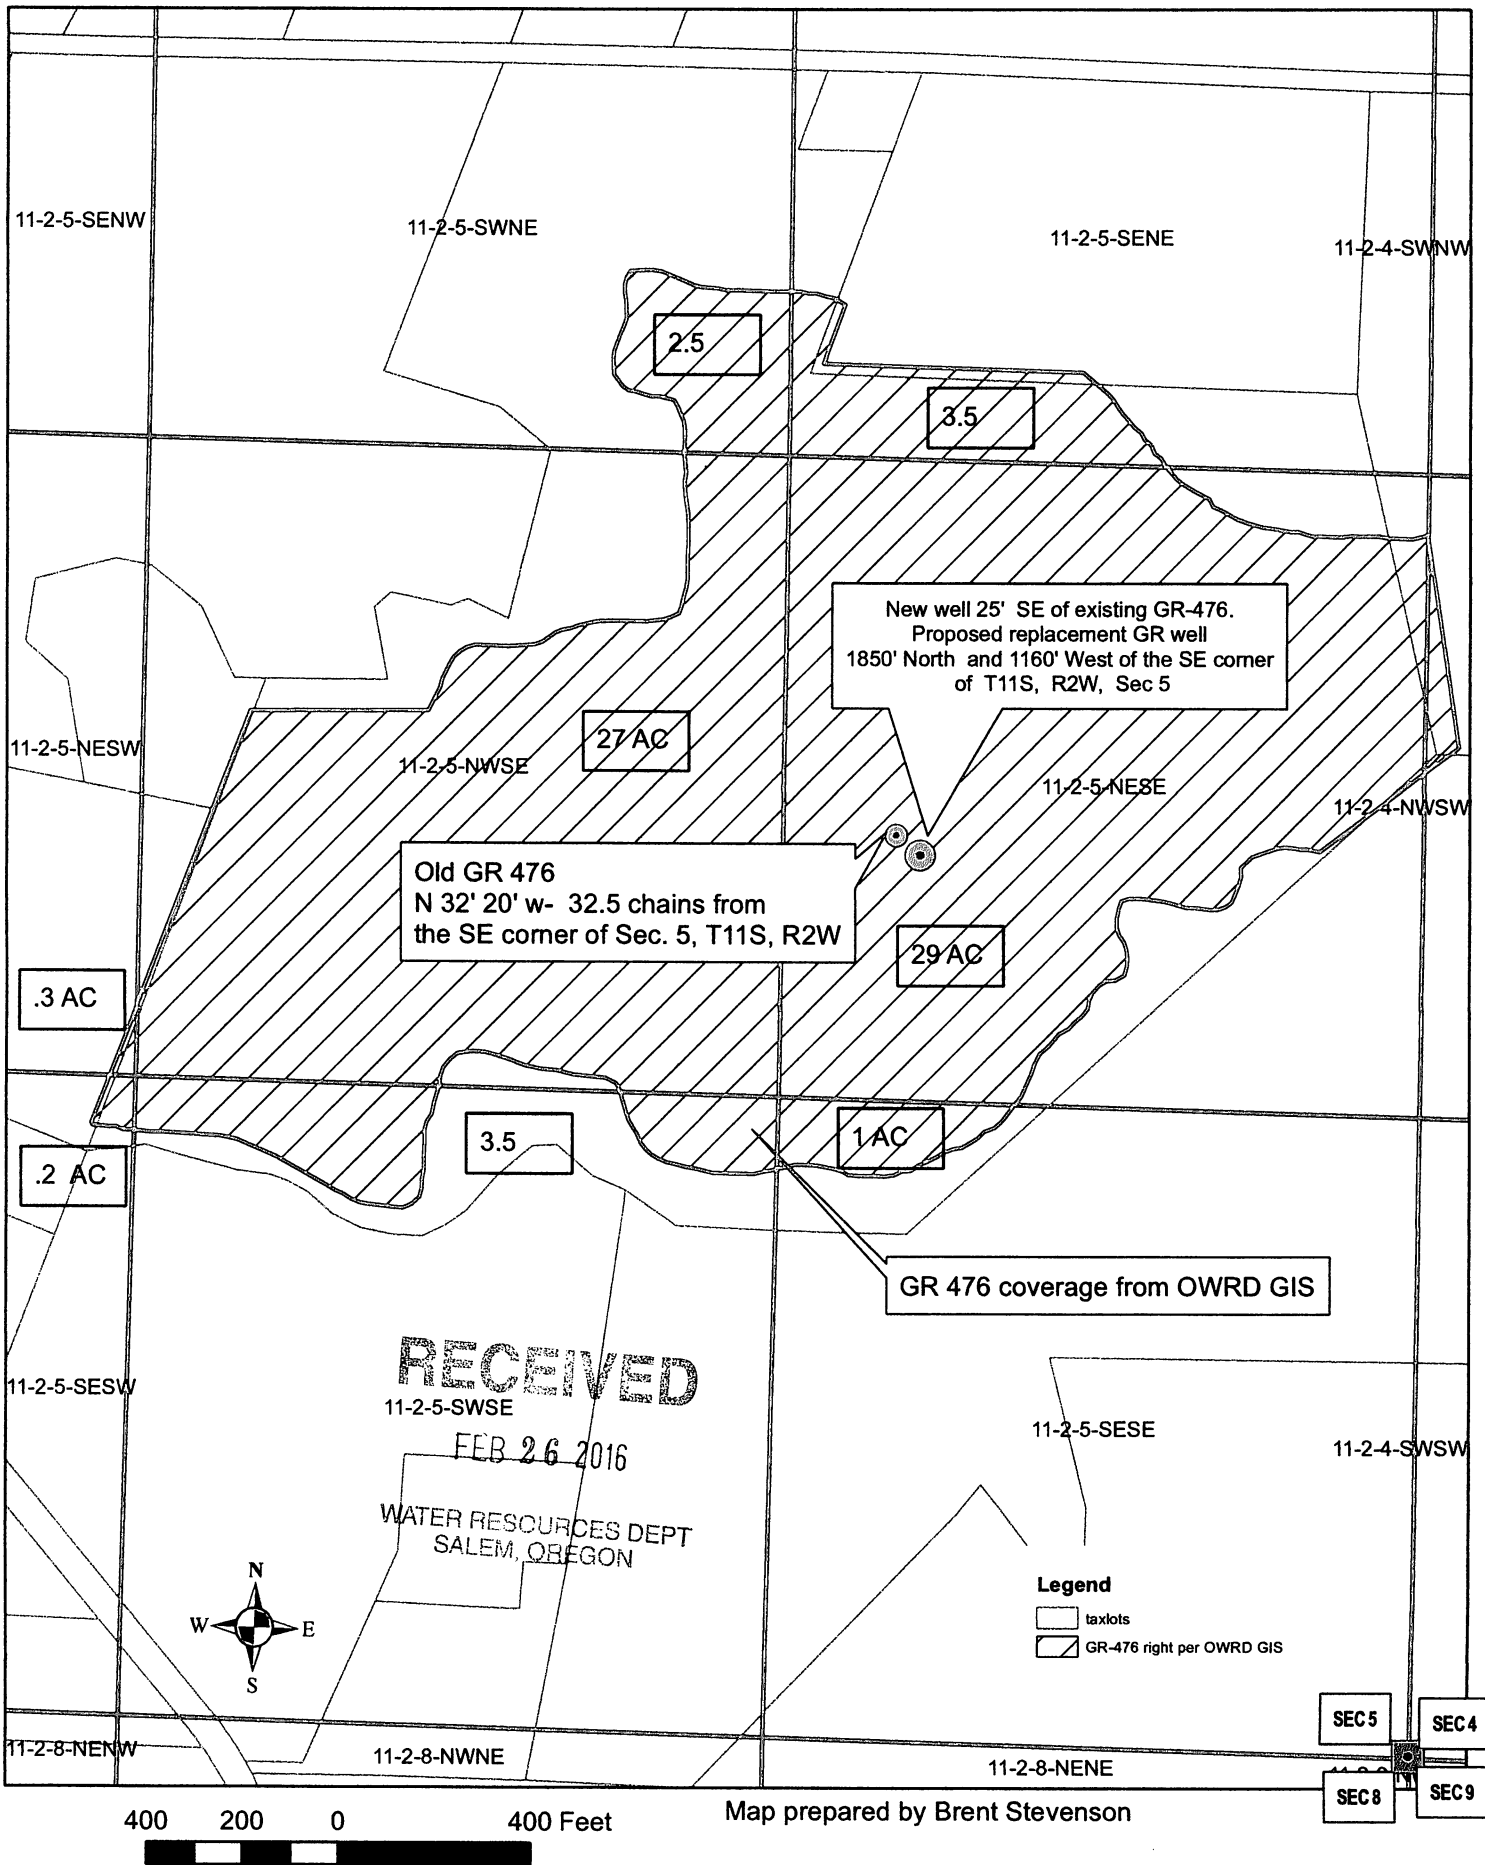 11-2-5-SENW
11-2-5-SWNE
11-2-5-SENE
11-2-4-SWNW
2.5
3.5
New well 25' SE of existing GR-476.
Proposed replacement GR well
1850' North and 1160' West of the SE corner
of T11S, R2W, Sec 5
27 AC
11-2-5-NESW
11-2-5-NWSE
11-2-5-NESE
11-2-4-NWSW
Old GR 476
N 32' 20' w- 32.5 chains from
the SE corner of Sec. 5, T11S, R2W
29 AC
.3 AC
3.5
1 AC
.2 AC
GR 476 coverage from OWRD GIS
RECEIVED
11-2-5-SESW
11-2-5-SWSE
11-2-5-SESE
11-2-4-SWSW
FEB 26 2016
WATER RESOURCES DEPT
SALEM, OREGON
N
W
E
S
Legend
taxlots
GR-476 right per OWRD GIS
SEC 5
SEC 4
11-2-8-NENW
11-2-8-NWNE
11-2-8-NENE
SEC 8
SEC 9
400 200 0 400 Feet
Map prepared by Brent Stevenson